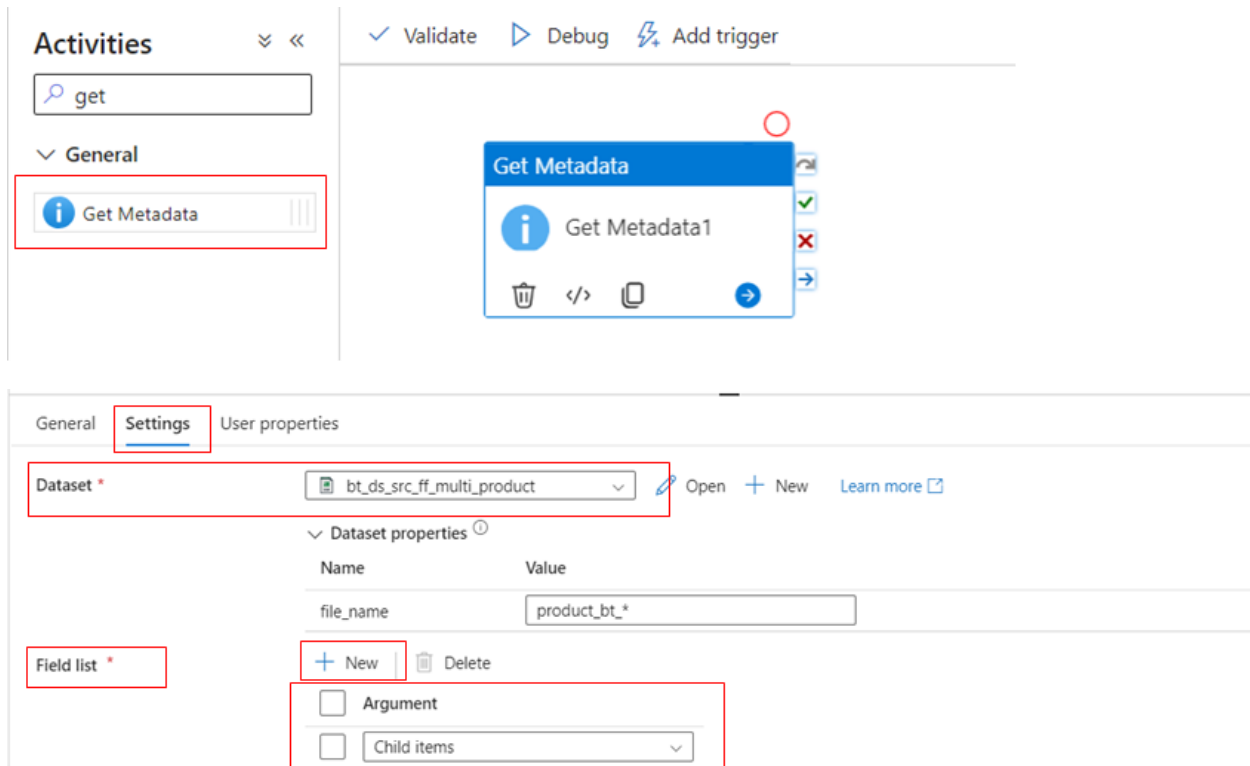 Activities
Validate Debug Add trigger
get
General
Get Metadata
Get Metadata
Get Metadata1
General Settings User properties
Dataset * bt_ds_src_ff_multi_product Open + New Learn more
Dataset properties
Name Value
file_name product_bt_*
Field list * + New Delete
Argument
Child items